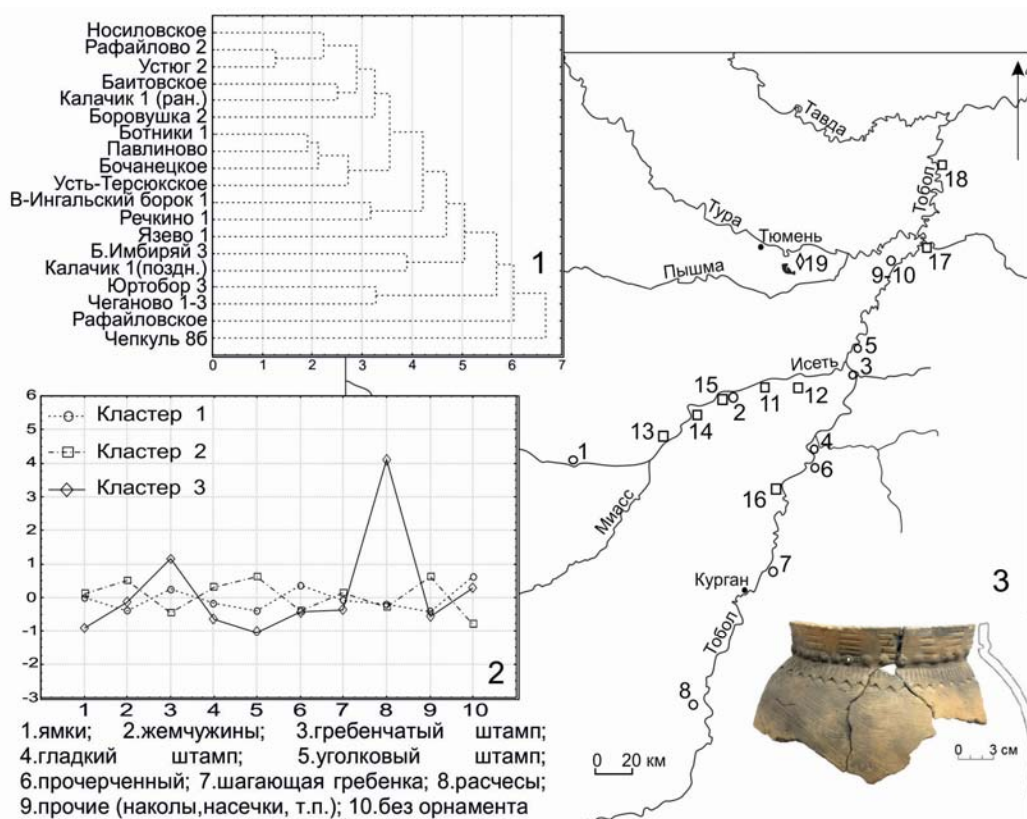 Носиловское
Рафайлово 2
Устюг 2
Баитовское
Калачик 1 (ран.)
Боровушка 2
Ботники 1
Павлиново
Бочанецкое
Усть-Терсюкское
В-Ингальский борок 1
Речкино 1
Язево 1
Б.Имбиряй 3
Калачик 1(поздн.)
Юртобор 3
Чеганово 1-3
Рафайловское
Чепкуль 8б
0 1 2 3 4 5 6 7
1
6
5
4
3
2
1
0
-1
-2
-3
Кластер 1
Кластер 2
Кластер 3
1 2 3 4 5 6 7 8 9 10
2
1.ямки; 2.жемчужины; 3.гребенчатый штамп;
4.гладкий штамп; 5.уголковый штамп;
6.прочерченный; 7.шагающая гребенка; 8.расчесы;
9.прочие (наколы,насечки, т.п.); 10.без орнамента
Тавда
Тобол
18
Тура
Тюмень
19
17
9-10
Пышма
5
Исеть
3
15
2
11
12
14
13
1
4
6
16
Миасс
7
Курган
3
Тобол
8
0 20 км
0 3 см